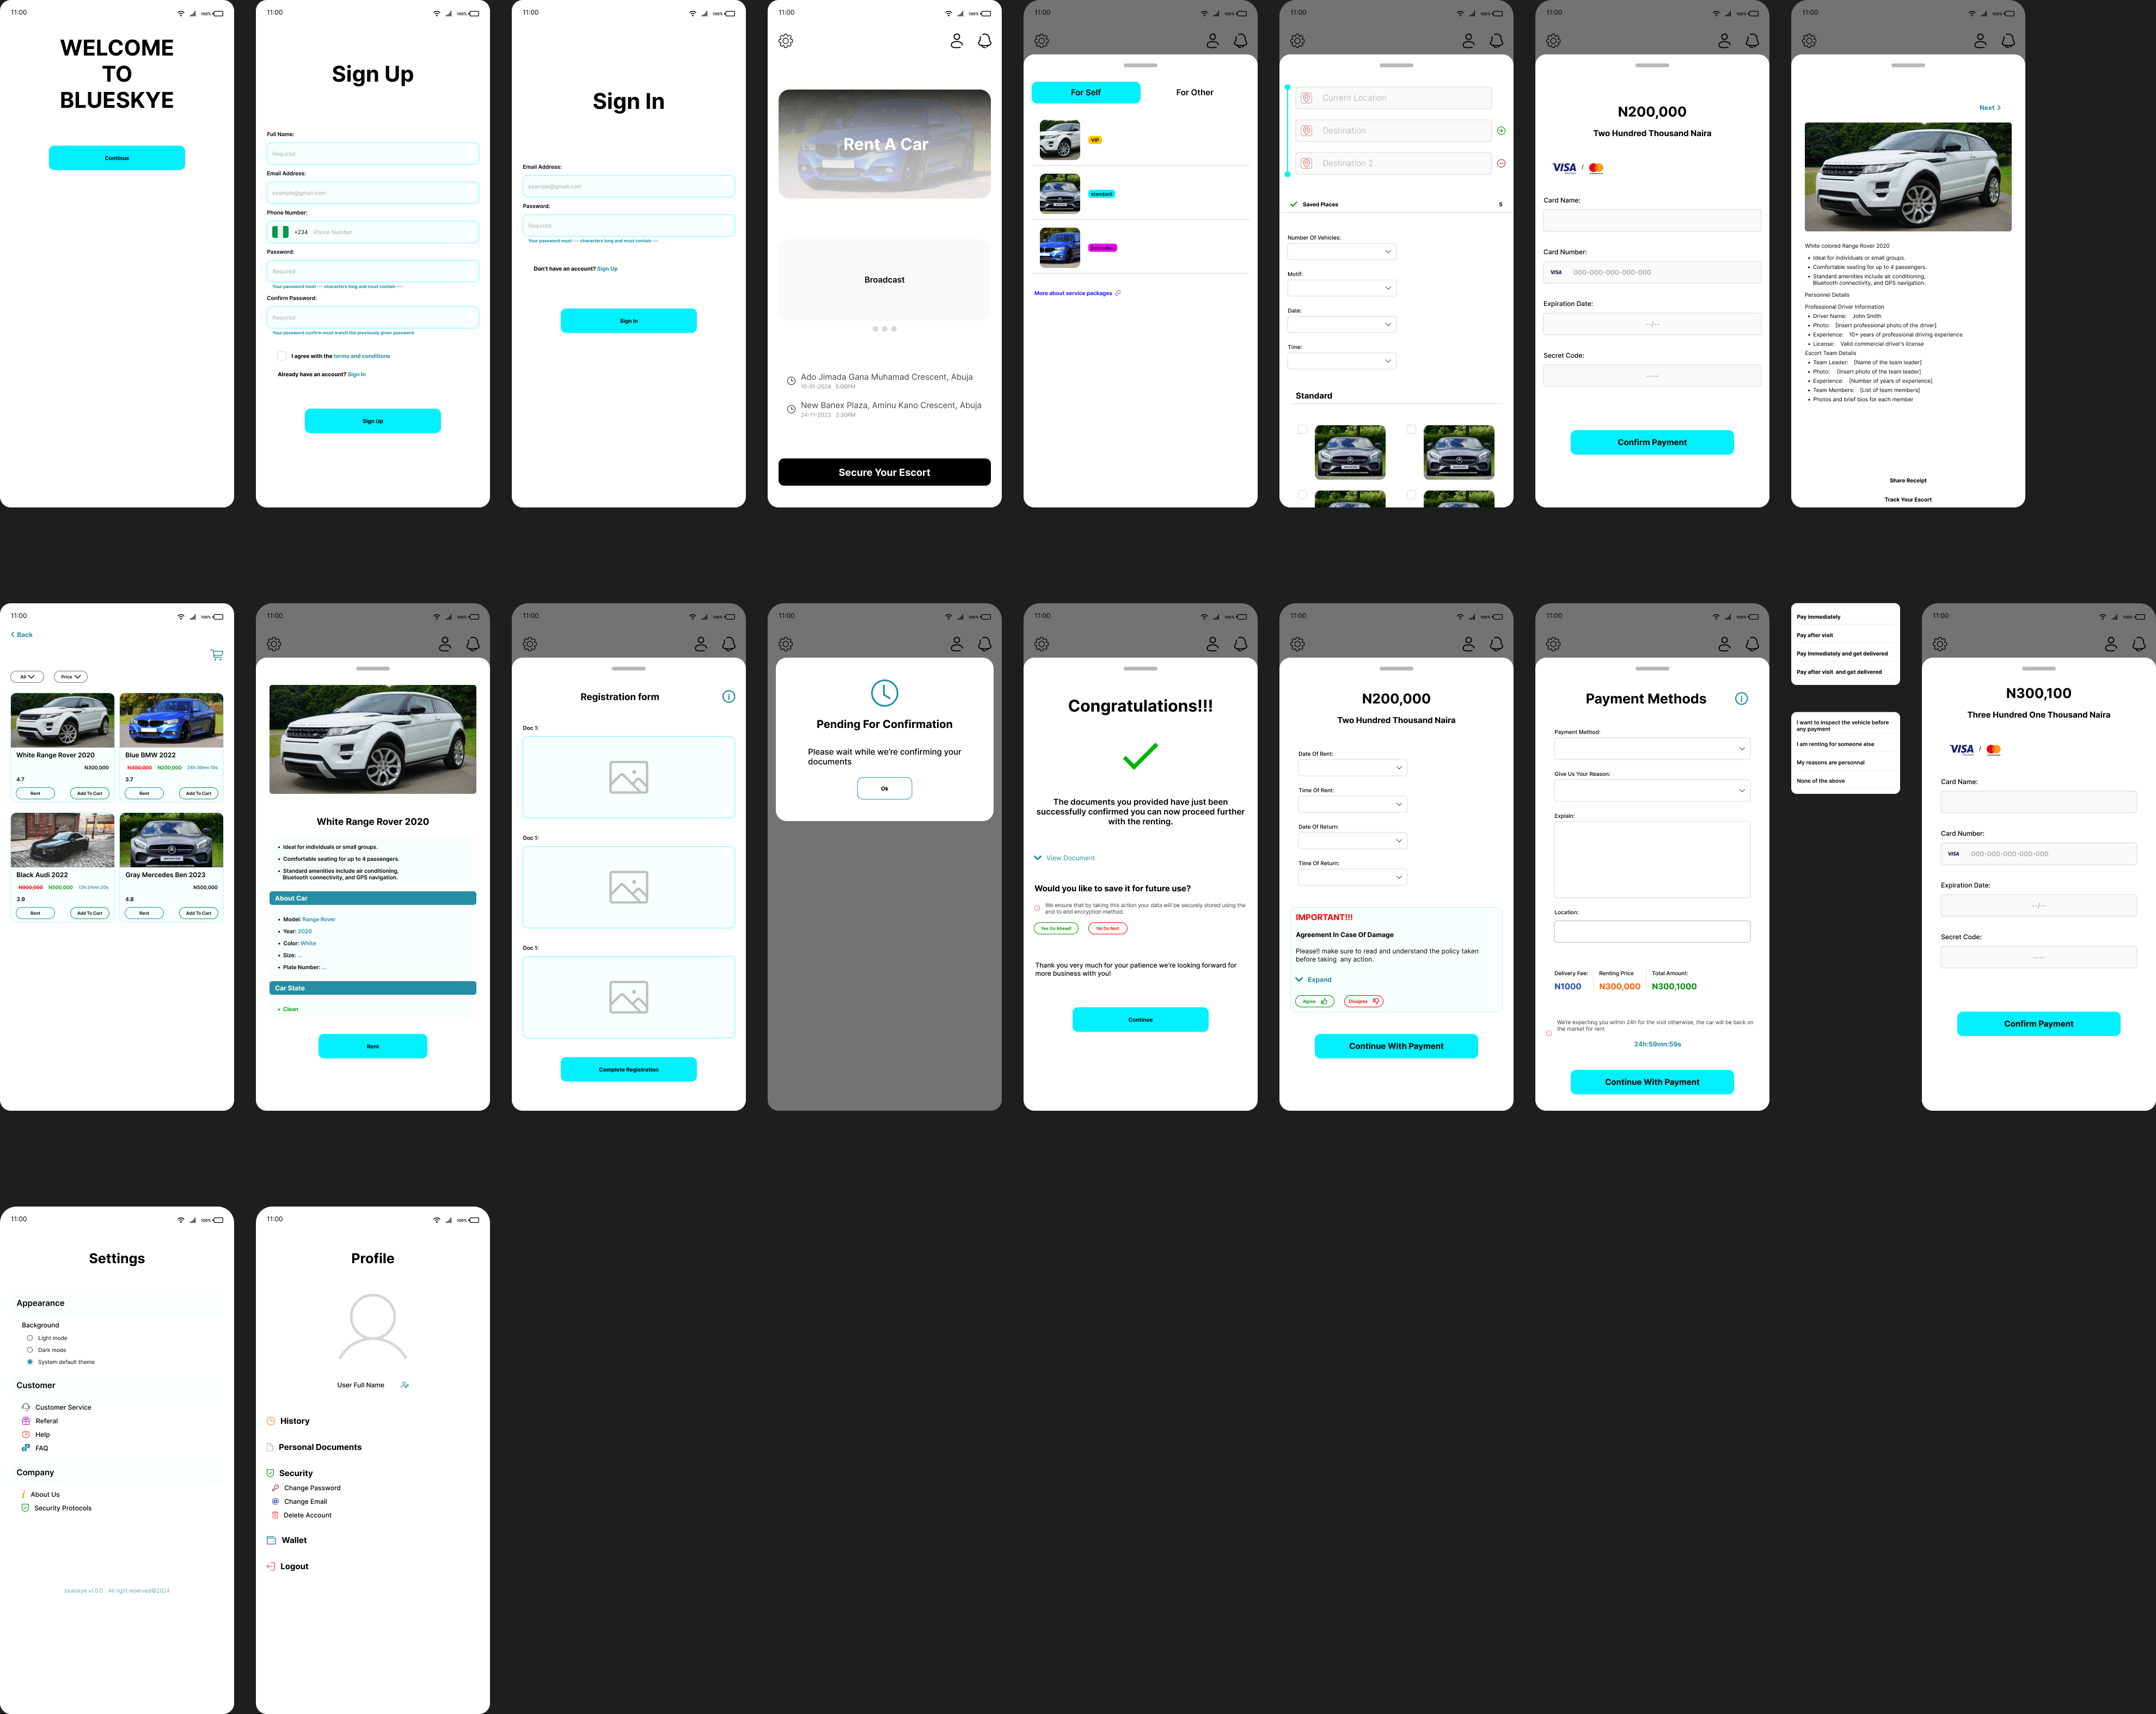 11:00
100%
WELCOME
TO
BLUESKYE
Continue
11:00
100%
Sign Up
Full Name:
Required
Email Address:
example@gmail.com
Phone Number:
+234 Phone Number
Password:
Required
Your password must --- characters long and must contain ---
Confirm Password:
Required
Your password confirm must match the previously given password
I agree with the terms and conditions
Already have an account? Sign In
Sign Up
11:00
100%
Sign In
Email Address:
example@gmail.com
Password:
Required
Your password must --- characters long and must contain ---
Don't have an account? Sign Up
Sign In
11:00
100%
Rent A Car
Broadcast
Ado Jimada Gana Muhamad Crescent, Abuja
10-01-2024 5:00PM
New Banex Plaza, Aminu Kano Crescent, Abuja
24-11-2023 2:30PM
Secure Your Escort
11:00
100%
For Self
For Other
VIP
standard
Executive
More about service packages
11:00
100%
Current Location
Destination
Destination 2
Saved Places 5
Number Of Vehicles:
Motif:
Date:
Time:
Standard
11:00
100%
N200,000
Two Hundred Thousand Naira
VISA / mastercard
Card Name:
Card Number:
VISA 000-000-000-000-000
Expiration Date:
--/--
Secret Code:
----
Confirm Payment
11:00
100%
Next
White colored Range Rover 2020
• Ideal for individuals or small groups.
• Comfortable seating for up to 4 passengers.
• Standard amenities include air conditioning,
Bluetooth connectivity, and GPS navigation.
Personnel Details
Professional Driver Information
• Driver Name: John Smith
• Photo: [Insert professional photo of the driver]
• Experience: 10+ years of professional driving experience
• License: Valid commercial driver's license
Escort Team Details
• Team Leader: [Name of the team leader]
• Photo: [Insert photo of the team leader]
• Experience: [Number of years of experience]
• Team Members: [List of team members]
• Photos and brief bios for each member
Share Receipt
Track Your Escort
11:00
100%
Back
All
Price
White Range Rover 2020
N300,000
4.7
Rent
Add To Cart
Blue BMW 2022
N300,000 N200,000 24h:30mn:10s
3.7
Rent
Add To Cart
Black Audi 2022
N900,000 N500,000 12h:24mn:20s
3.9
Rent
Add To Cart
Gray Mercedes Ben 2023
N500,000
4.8
Rent
Add To Cart
11:00
100%
White Range Rover 2020
• Ideal for individuals or small groups.
• Comfortable seating for up to 4 passengers.
• Standard amenities include air conditioning,
Bluetooth connectivity, and GPS navigation.
About Car
• Model: Range Rover
• Year: 2020
• Color: White
• Size: ...
• Plate Number: ...
Car State
• Clean
Rent
11:00
100%
Registration form
Doc 1:
Doc 1:
Doc 1:
Complete Registration
11:00
100%
Pending For Confirmation
Please wait while we're confirming your
documents
Ok
11:00
100%
Congratulations!!!
The documents you provided have just been
successfully confirmed you can now proceed further
with the renting.
View Document
Would you like to save it for future use?
We ensure that by taking this action your data will be securely stored using the
end to end encryption method.
Yes Go Ahead!
No Do Not!
Thank you very much for your patience we're looking forward for
more business with you!
Continue
11:00
100%
N200,000
Two Hundred Thousand Naira
Date Of Rent:
Time Of Rent:
Date Of Return:
Time Of Return:
IMPORTANT!!!
Agreement In Case Of Damage
Please!! make sure to read and understand the policy taken
before taking any action.
Expand
Agree
Disagree
Continue With Payment
11:00
100%
Payment Methods
Payment Method:
Give Us Your Reason:
Explain:
Location:
Delivery Fee:
N1000
Renting Price
N300,000
Total Amount:
N300,1000
We're expecting you within 24h for the visit otherwise, the car will be back on
the market for rent
24h:59mn:59s
Continue With Payment
Pay immediately
Pay after visit
Pay Immediately and get delivered
Pay after visit and get delivered
I want to inspect the vehicle before
any payment
I am renting for someone else
My reasons are personnal
None of the above
11:00
100%
N300,100
Three Hundred One Thousand Naira
VISA / mastercard
Card Name:
Card Number:
VISA 000-000-000-000-000
Expiration Date:
--/--
Secret Code:
----
Confirm Payment
11:00
100%
Settings
Appearance
Background
Light mode
Dark mode
System default theme
Customer
Customer Service
Referal
Help
FAQ
Company
About Us
Security Protocols
blueskye v1.0.0 All right reserved©2024
11:00
100%
Profile
User Full Name
History
Personal Documents
Security
Change Password
Change Email
Delete Account
Wallet
Logout